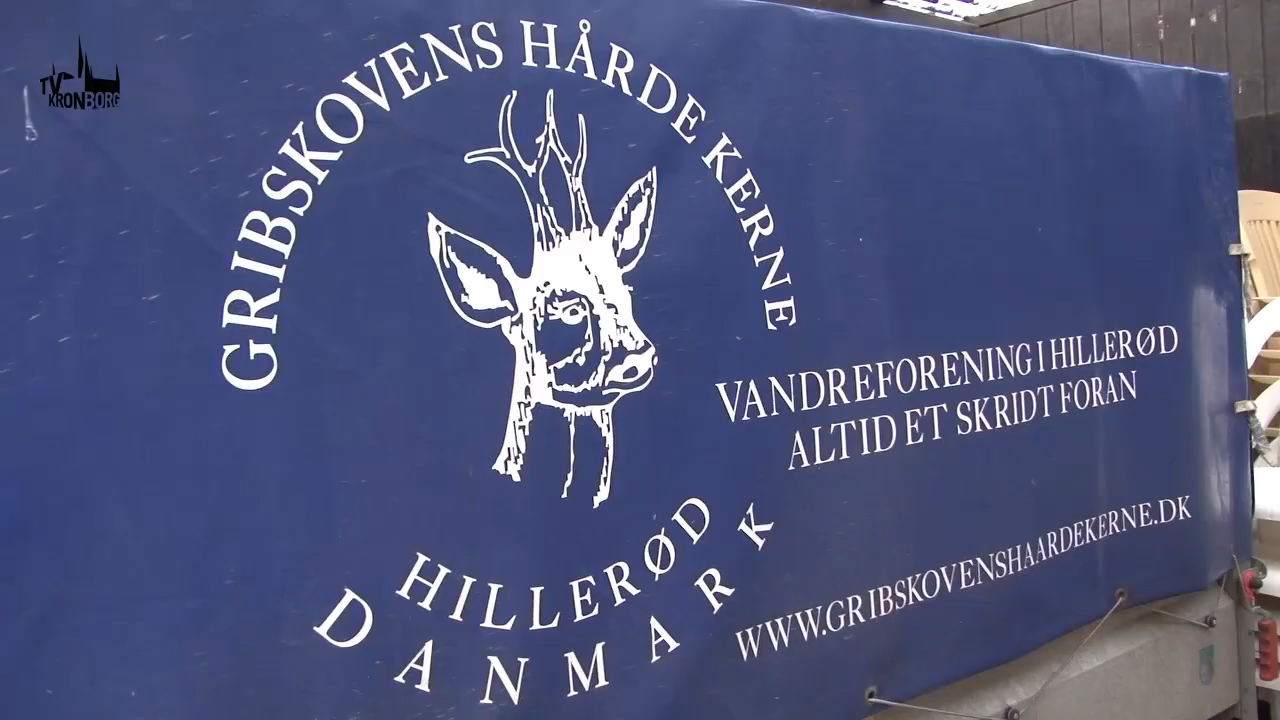 TV
KRONBORG
GRIBSKOVENS HÅRDE KERNE
VANDREFORENING I HILLERØD
ALTID ET SKRIDT FORAN
HILLERØD
DANMARK
WWW.GRIBSKOVENSHAARDEKERNE.DK